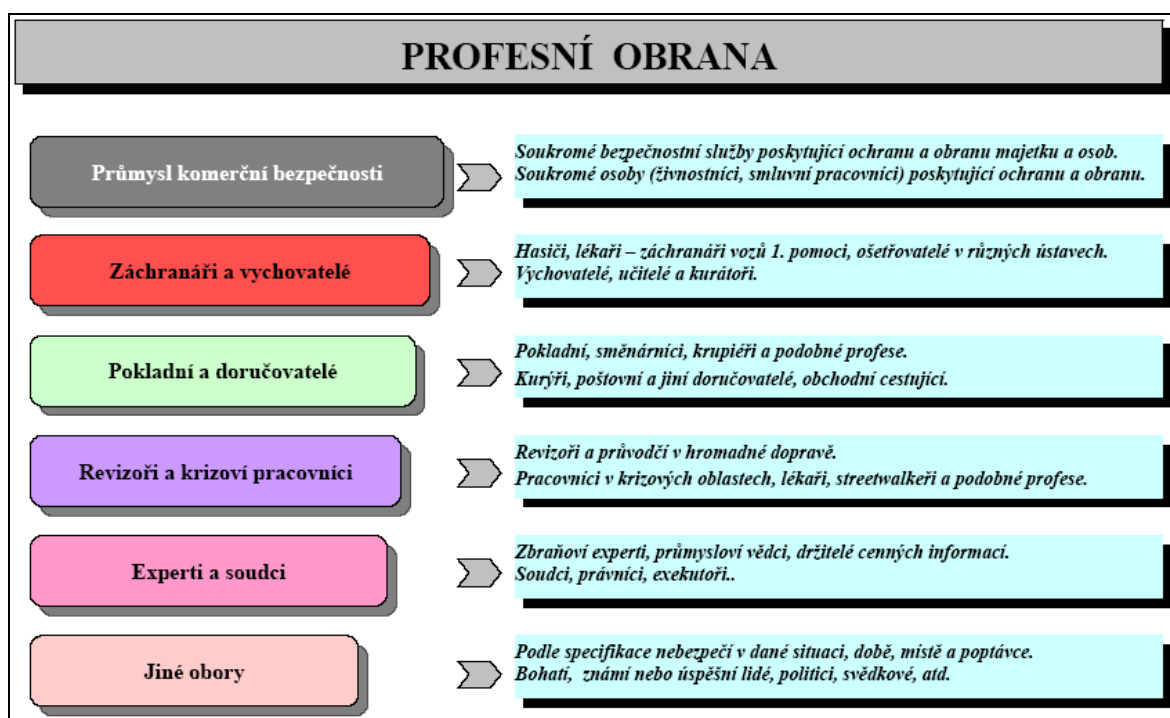 PROFESNÍ OBRANA
Průmysl komerční bezpečnosti
Soukromé bezpečnostní služby poskytující ochranu a obranu majetku a osob.
Soukromé osoby (živnostníci, smluvní pracovníci) poskytující ochranu a obranu.
Záchranáři a vychovatelé
Hasiči, lékaři – záchranáři vozů 1. pomoci, ošetřovatelé v různých ústavech.
Vychovatelé, učitelé a kurátoři.
Pokladní a doručovatelé
Pokladní, směnárníci, krupiéři a podobné profese.
Kurýři, poštovní a jiní doručovatelé, obchodní cestující.
Revizoři a krizoví pracovníci
Revizoři a průvodčí v hromadné dopravě.
Pracovníci v krizových oblastech, lékaři, streetwalkeři a podobné profese.
Experti a soudci
Zbraňoví experti, průmysloví vědci, držitelé cenných informací.
Soudci, právníci, exekutoři..
Jiné obory
Podle specifikace nebezpečí v dané situaci, době, místě a poptávce.
Bohatí, známí nebo úspěšní lidé, politici, svědkové, atd.